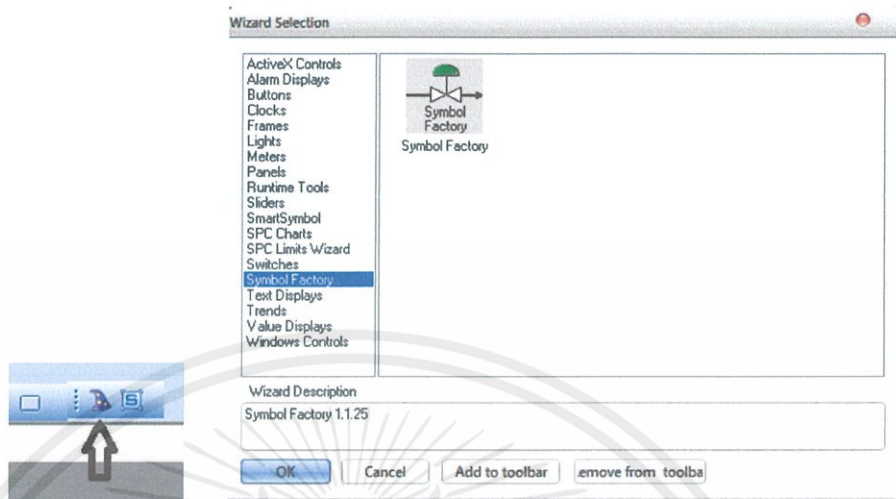 Wizard Selection
ActiveX Controls
Alarm Displays
Buttons
Clocks
Frames
Lights
Meters
Panels
Runtime Tools
Sliders
SmartSymbol
SPC Charts
SPC Limits Wizard
Switches
Symbol Factory
Text Displays
Trends
Value Displays
Windows Controls
Symbol
Factory
Symbol Factory
Wizard Description
Symbol Factory 1.1.25
OK
Cancel
Add to toolbar
emove from toolba
S